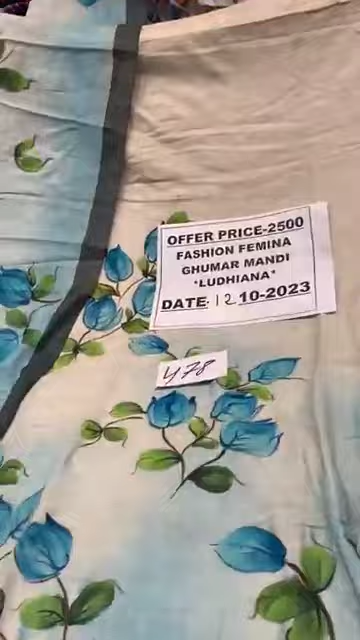 OFFER PRICE-2500
FASHION FEMINA
GHUMAR MANDI
*LUDHIANA*
DATE: 12 10-2023
478